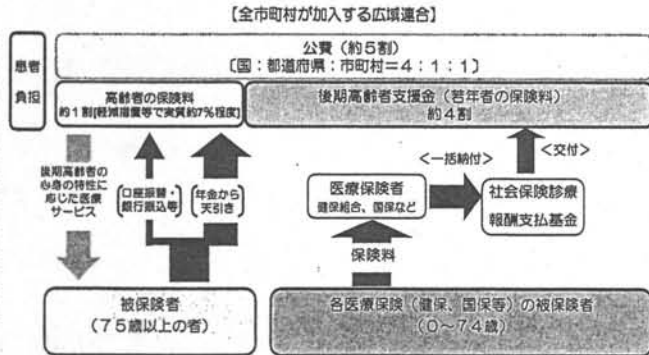 【全市町村が加入する広域連合】
患者
負担
公費（約5割）
〔国：都道府県：市町村＝4：1：1〕
高齢者の保険料
約1割[軽減措置等で実質約7％程度]
後期高齢者支援金（若年者の保険料）
約4割
後期高齢者の
心身の特性に
応じた医療
サービス
口座振替・
銀行振込等
年金から
天引き
医療保険者
健保組合、国保など
＜一括納付＞
＜交付＞
社会保険診療
報酬支払基金
保険料
被保険者
（75歳以上の者）
各医療保険（健保、国保等）の被保険者
（0～74歳）